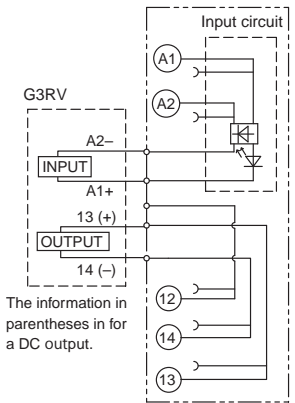 Input circuit
A1
G3RV
A2
A2–
INPUT
A1+
13 (+)
OUTPUT
14 (–)
The information in
parentheses in for
a DC output.
12
14
13